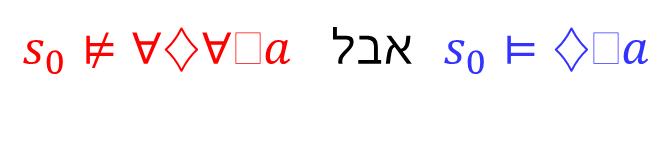 s₀ ⊭ ∀◇∀□a אבל s₀ ⊨ ◇□a